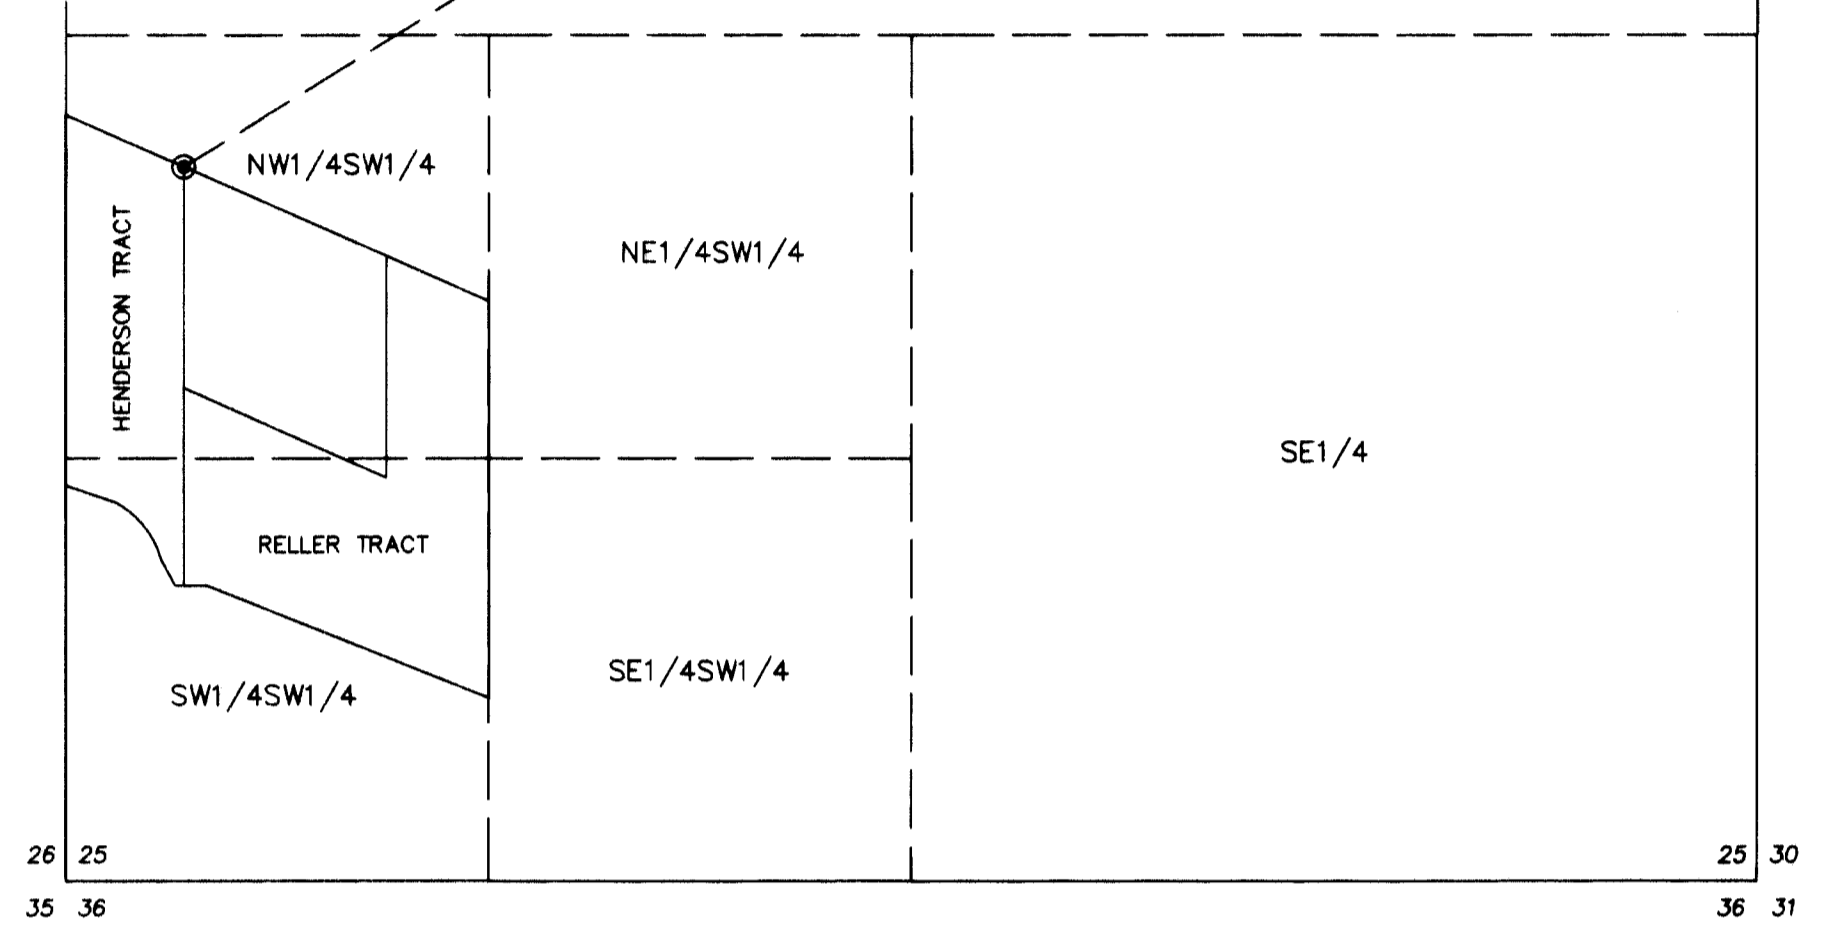 NW1/4SW1/4
HENDERSON TRACT
NE1/4SW1/4
SE1/4
RELLER TRACT
SE1/4SW1/4
SW1/4SW1/4
26 25
25 30
35 36
36 31